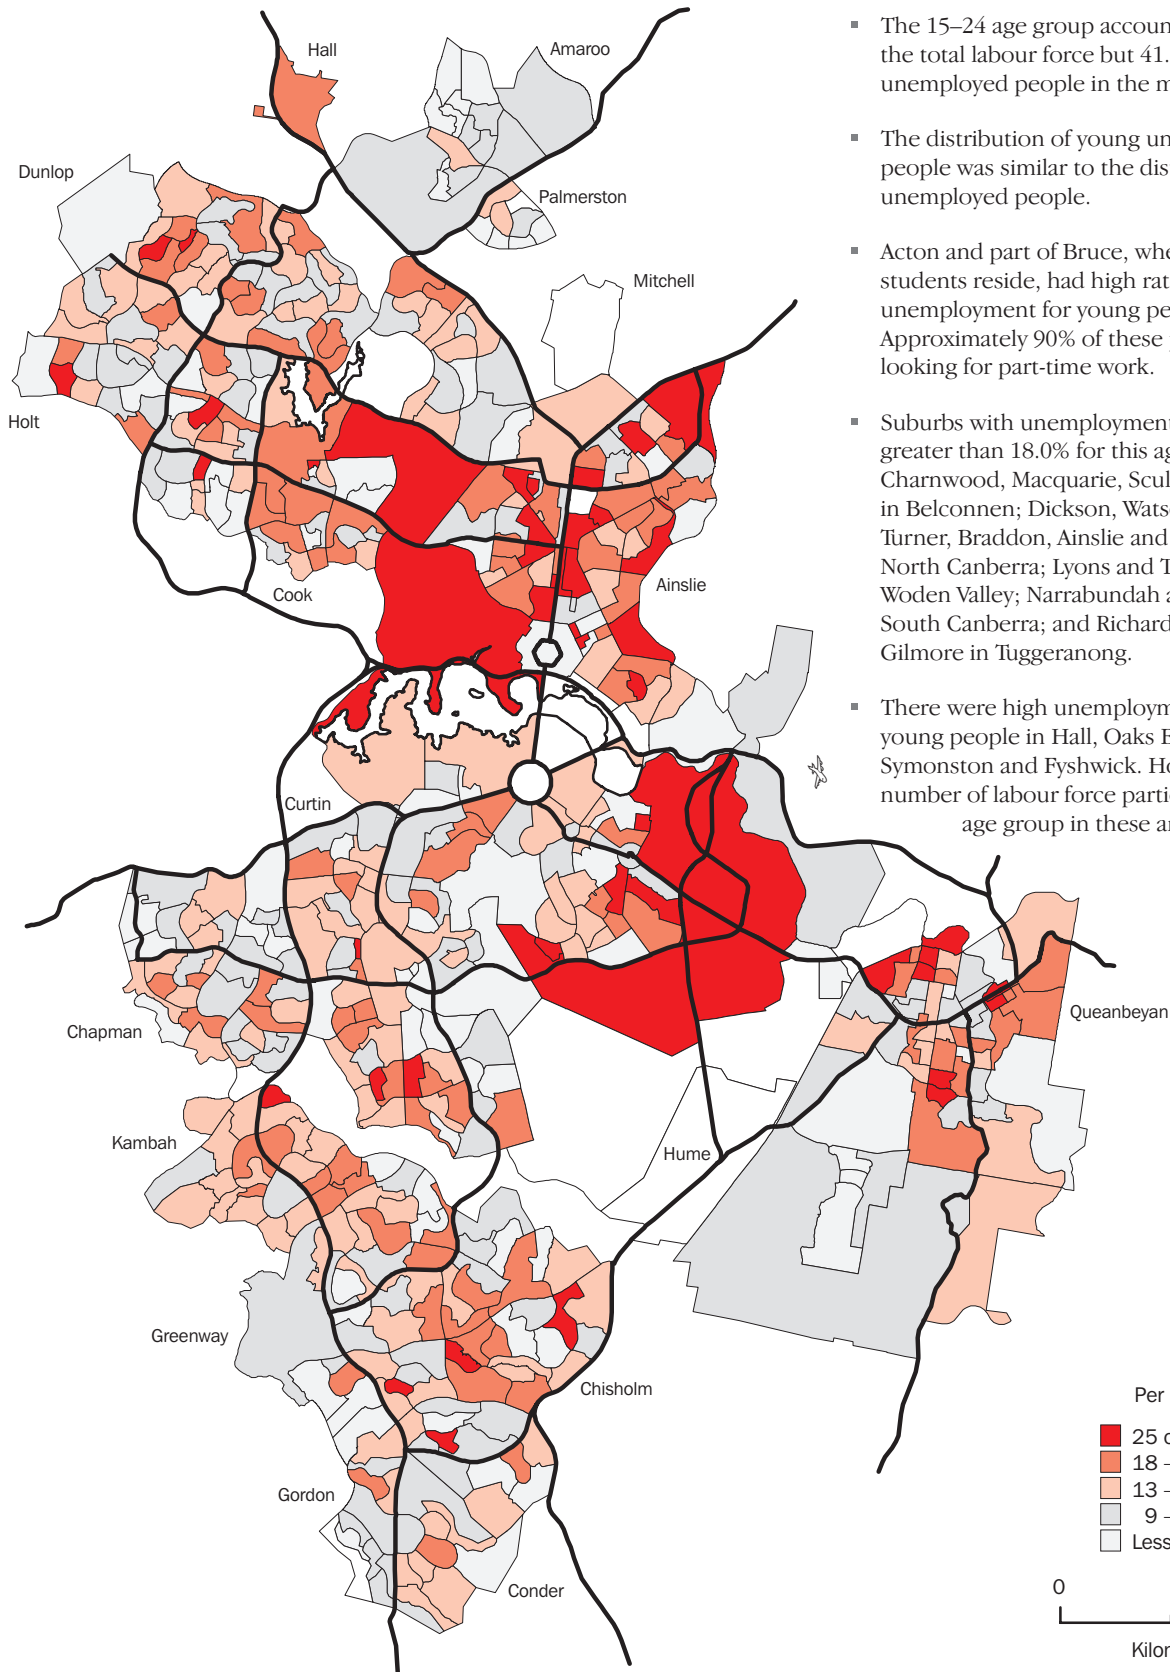 Hall
Amaroo
Dunlop
Palmerston
Mitchell
Holt
Cook
Ainslie
Curtin
Chapman
Queanbeyan
Kambah
Hume
Greenway
Chisholm
Gordon
Conder
▪ The 15–24 age group accoun
the total labour force but 41.
unemployed people in the m
▪ The distribution of young un
people was similar to the dis
unemployed people.
▪ Acton and part of Bruce, whe
students reside, had high rat
unemployment for young pe
Approximately 90% of these
looking for part-time work.
▪ Suburbs with unemployment
greater than 18.0% for this ag
Charnwood, Macquarie, Scul
in Belconnen; Dickson, Wats
Turner, Braddon, Ainslie and
North Canberra; Lyons and T
Woden Valley; Narrabundah a
South Canberra; and Richard
Gilmore in Tuggeranong.
▪ There were high unemploym
young people in Hall, Oaks E
Symonston and Fyshwick. Ho
number of labour force partic
age group in these ar
Per
25 o
18 –
13 –
9 –
Less
0
Kilo